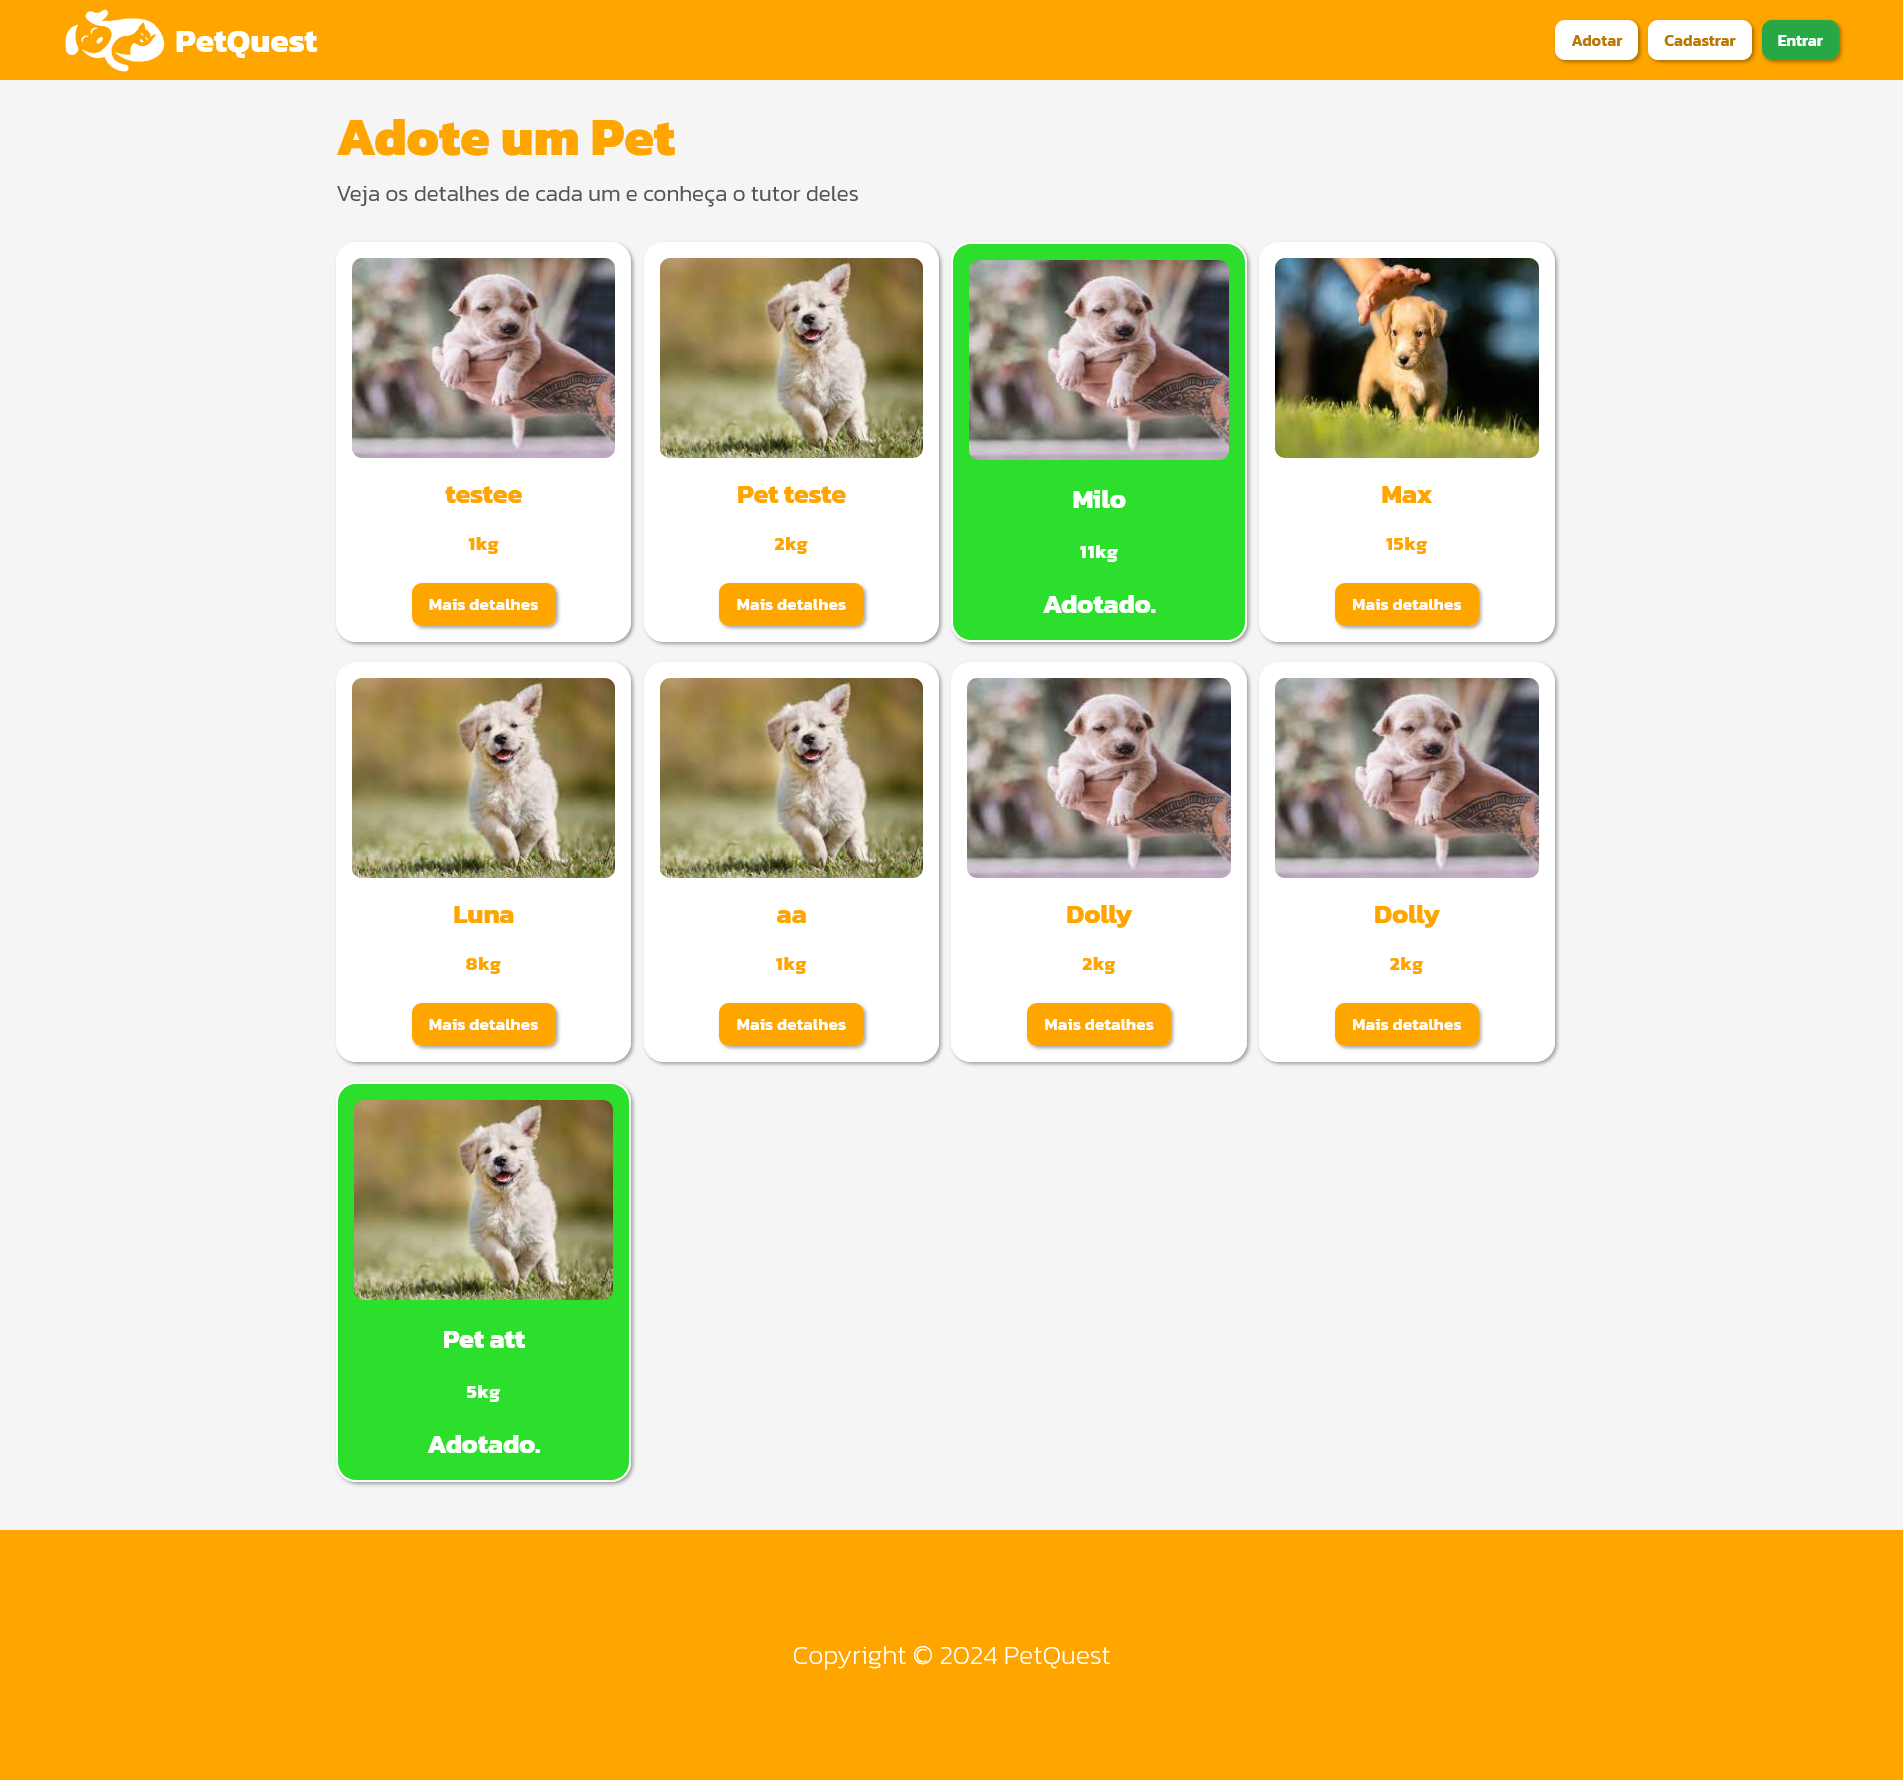 PetQuest
Adotar
Cadastrar
Entrar
Adote um Pet
Veja os detalhes de cada um e conheça o tutor deles
testee
1kg
Mais detalhes
Pet teste
2kg
Mais detalhes
Milo
11kg
Adotado.
Max
15kg
Mais detalhes
Luna
8kg
Mais detalhes
aa
1kg
Mais detalhes
Dolly
2kg
Mais detalhes
Dolly
2kg
Mais detalhes
Pet att
5kg
Adotado.
Copyright © 2024 PetQuest